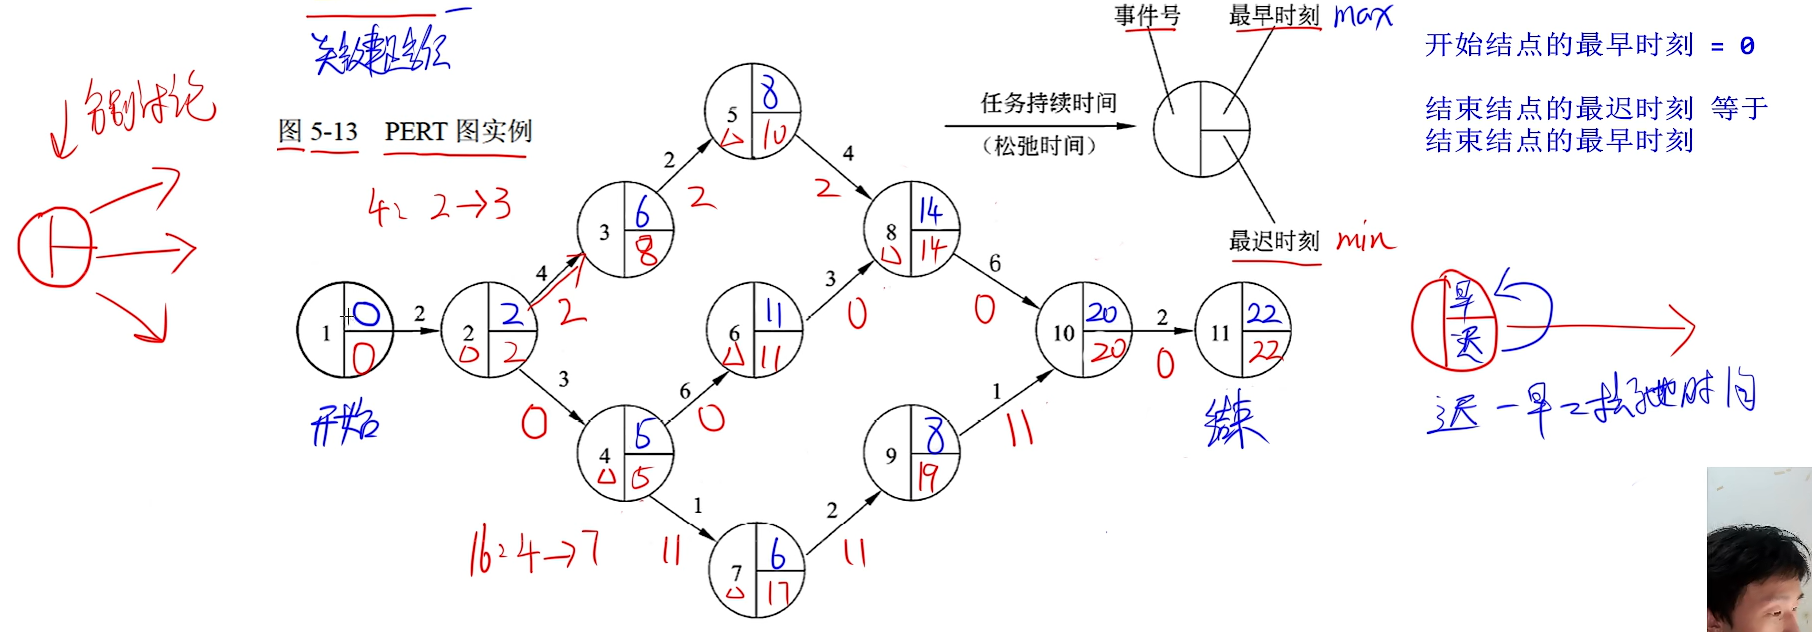 事件号
最早时刻 max
开始结点的最早时刻 = 0
关键路径
结束结点的最迟时刻 等于
结束结点的最早时刻
分别讨论
图 5-13 PERT 图实例
任务持续时间
(松弛时间)
最迟时刻 min
4: 2→3
5 8
△ 10
2
2
4
2
3 6
8
8 14
△ 14
4
2
3
0
6
0
1 0
0
2
2 2
△ 2
6 11
△ 11
10 20
20
2
0
11 22
22
早
迟
开始
3
0
6
0
1
11
结束
迟-早=松弛时间
4 5
△ 5
9 8
19
16: 4→7
1
11
2
11
7 6
△ 17